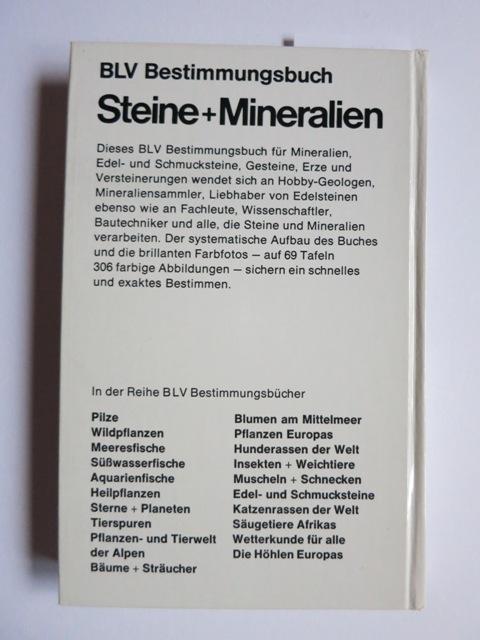 BLV Bestimmungsbuch
Steine+Mineralien
Dieses BLV Bestimmungsbuch für Mineralien,
Edel- und Schmucksteine, Gesteine, Erze und
Versteinerungen wendet sich an Hobby-Geologen,
Mineraliensammler, Liebhaber von Edelsteinen
ebenso wie an Fachleute, Wissenschaftler,
Bautechniker und alle, die Steine und Mineralien
verarbeiten. Der systematische Aufbau des Buches
und die brillanten Farbfotos – auf 69 Tafeln
306 farbige Abbildungen – sichern ein schnelles
und exaktes Bestimmen.
In der Reihe BLV Bestimmungsbücher
Pilze
Wildpflanzen
Meeresfische
Süßwasserfische
Aquarienfische
Heilpflanzen
Sterne + Planeten
Tierspuren
Pflanzen- und Tierwelt
der Alpen
Bäume + Sträucher
Blumen am Mittelmeer
Pflanzen Europas
Hunderassen der Welt
Insekten + Weichtiere
Muscheln + Schnecken
Edel- und Schmucksteine
Katzenrassen der Welt
Säugetiere Afrikas
Wetterkunde für alle
Die Höhlen Europas